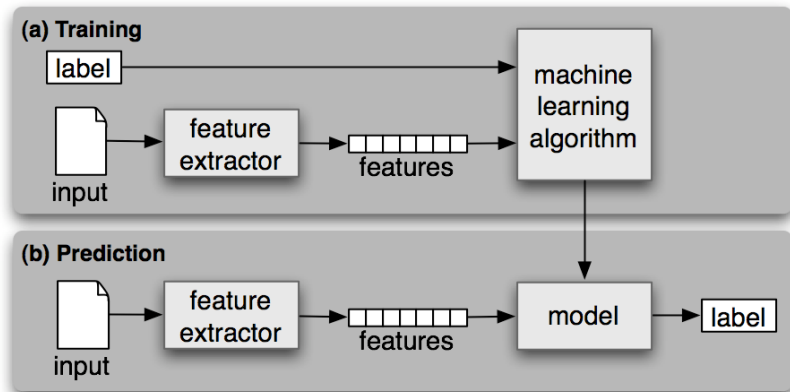 (a) Training
label
machine
learning
algorithm
feature
extractor
features
input
(b) Prediction
feature
extractor
model
label
features
input